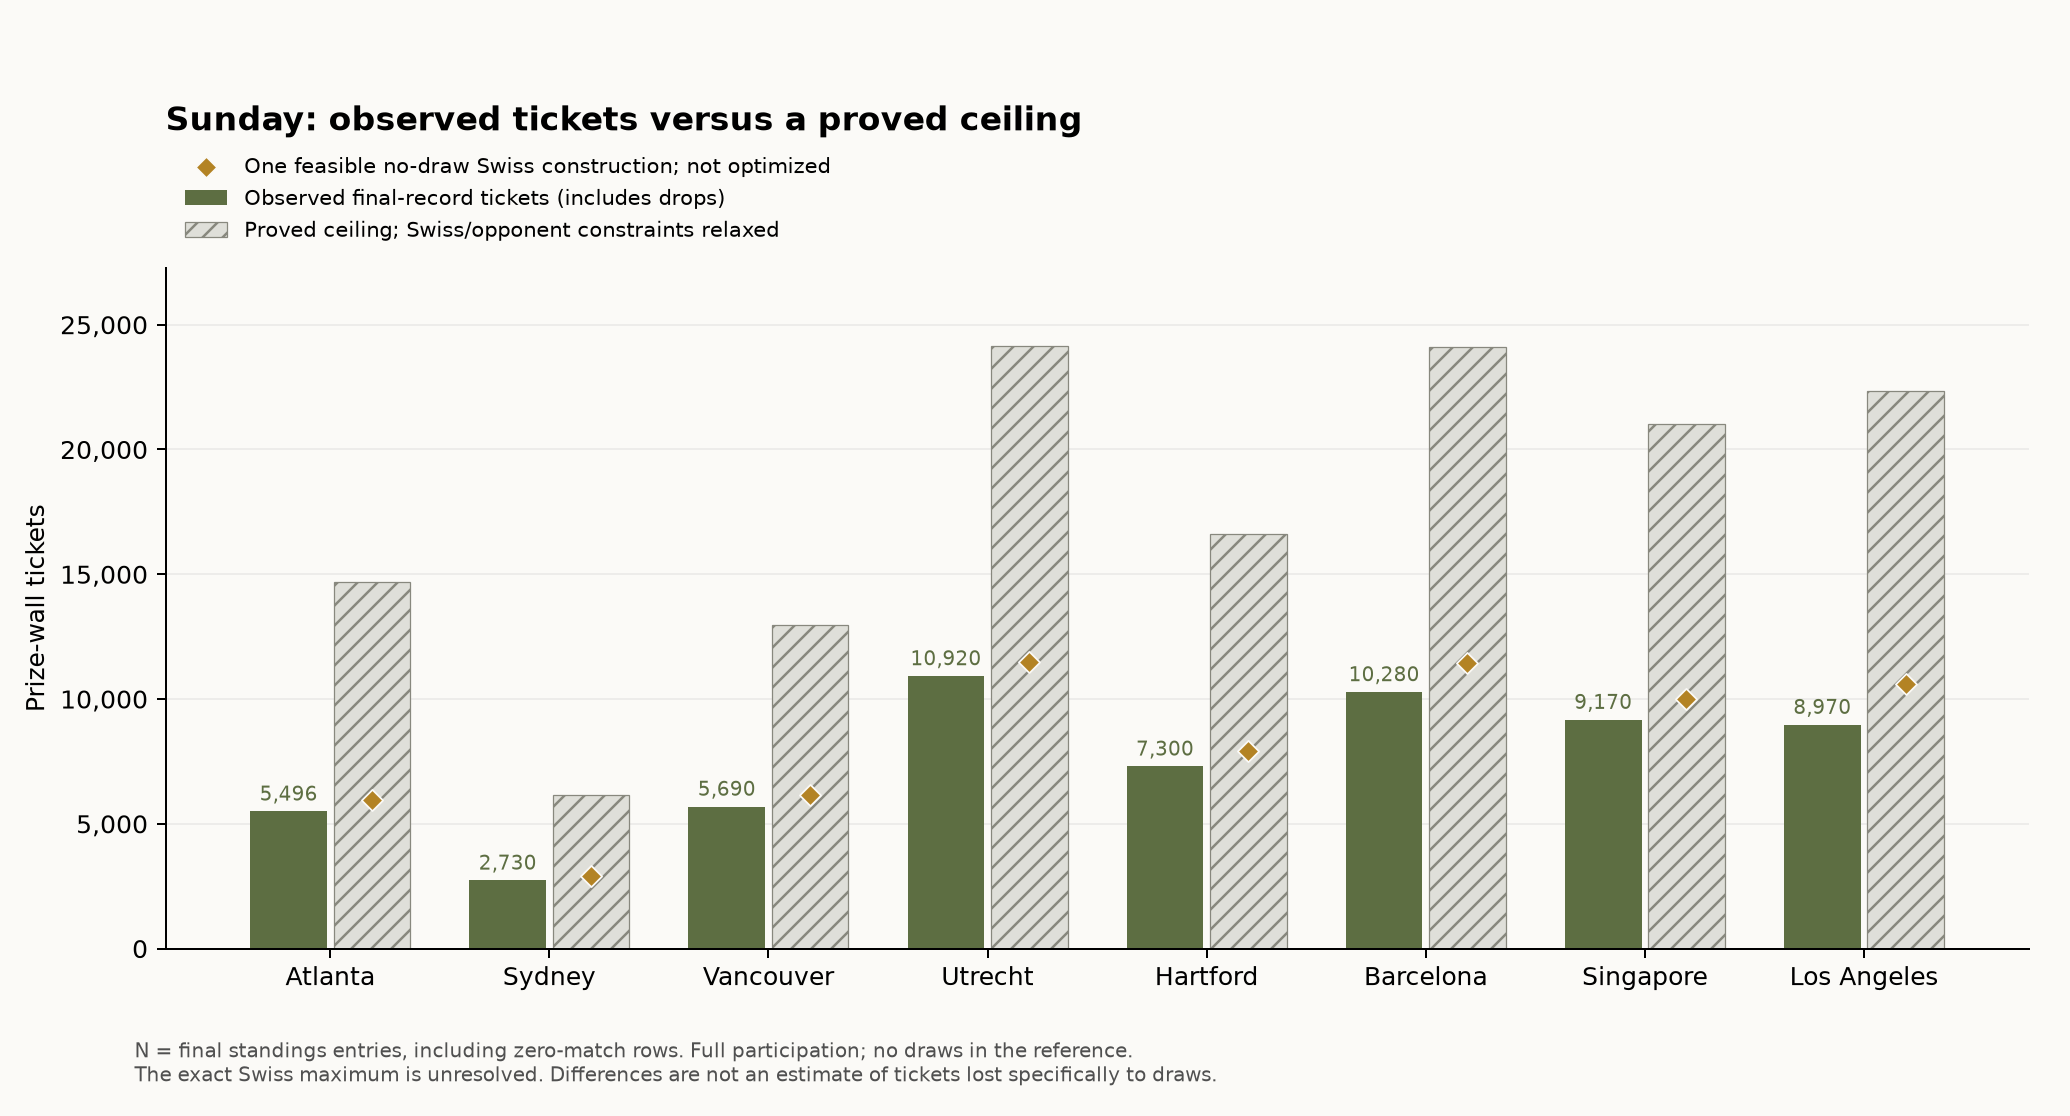 Sunday: observed tickets versus a proved ceiling
One feasible no-draw Swiss construction; not optimized
Observed final-record tickets (includes drops)
Proved ceiling; Swiss/opponent constraints relaxed
Prize-wall tickets
25,000
20,000
15,000
10,000
5,000
0
5,496
2,730
5,690
10,920
7,300
10,280
9,170
8,970
Atlanta
Sydney
Vancouver
Utrecht
Hartford
Barcelona
Singapore
Los Angeles
N = final standings entries, including zero-match rows. Full participation; no draws in the reference.
The exact Swiss maximum is unresolved. Differences are not an estimate of tickets lost specifically to draws.